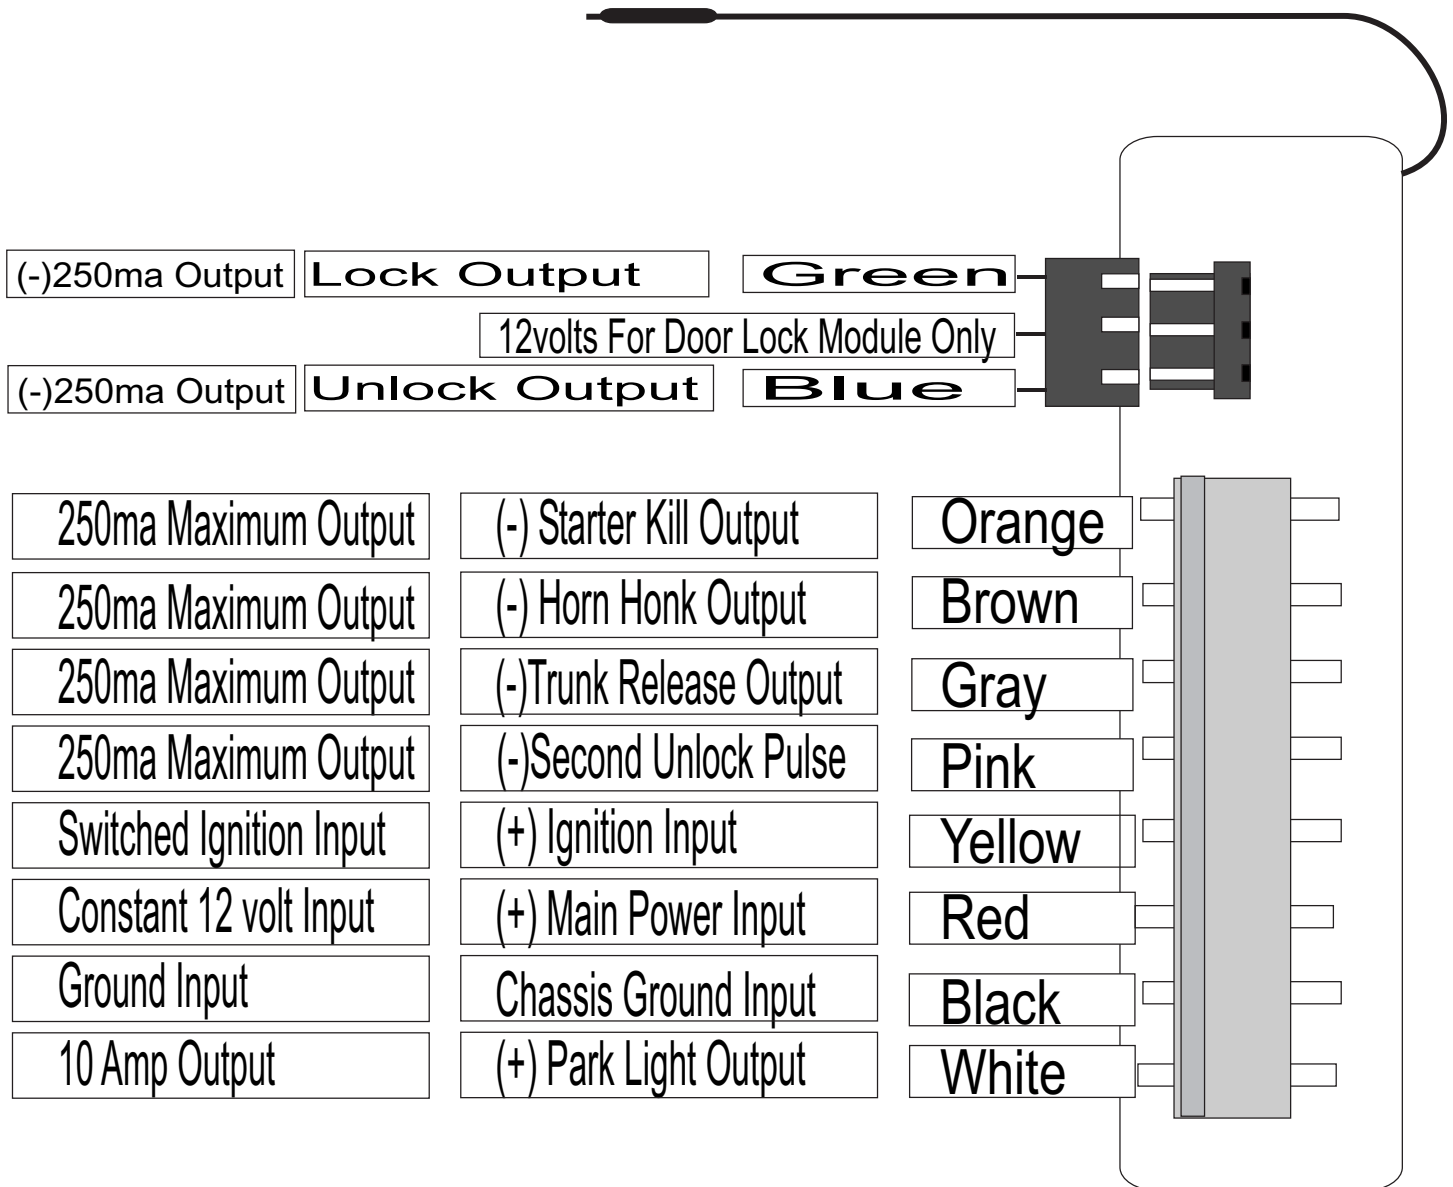 (-)250ma Output Lock Output Green
12volts For Door Lock Module Only
(-)250ma Output Unlock Output Blue
250ma Maximum Output (-) Starter Kill Output Orange
250ma Maximum Output (-) Horn Honk Output Brown
250ma Maximum Output (-)Trunk Release Output Gray
250ma Maximum Output (-)Second Unlock Pulse Pink
Switched Ignition Input (+) Ignition Input Yellow
Constant 12 volt Input (+) Main Power Input Red
Ground Input Chassis Ground Input Black
10 Amp Output (+) Park Light Output White